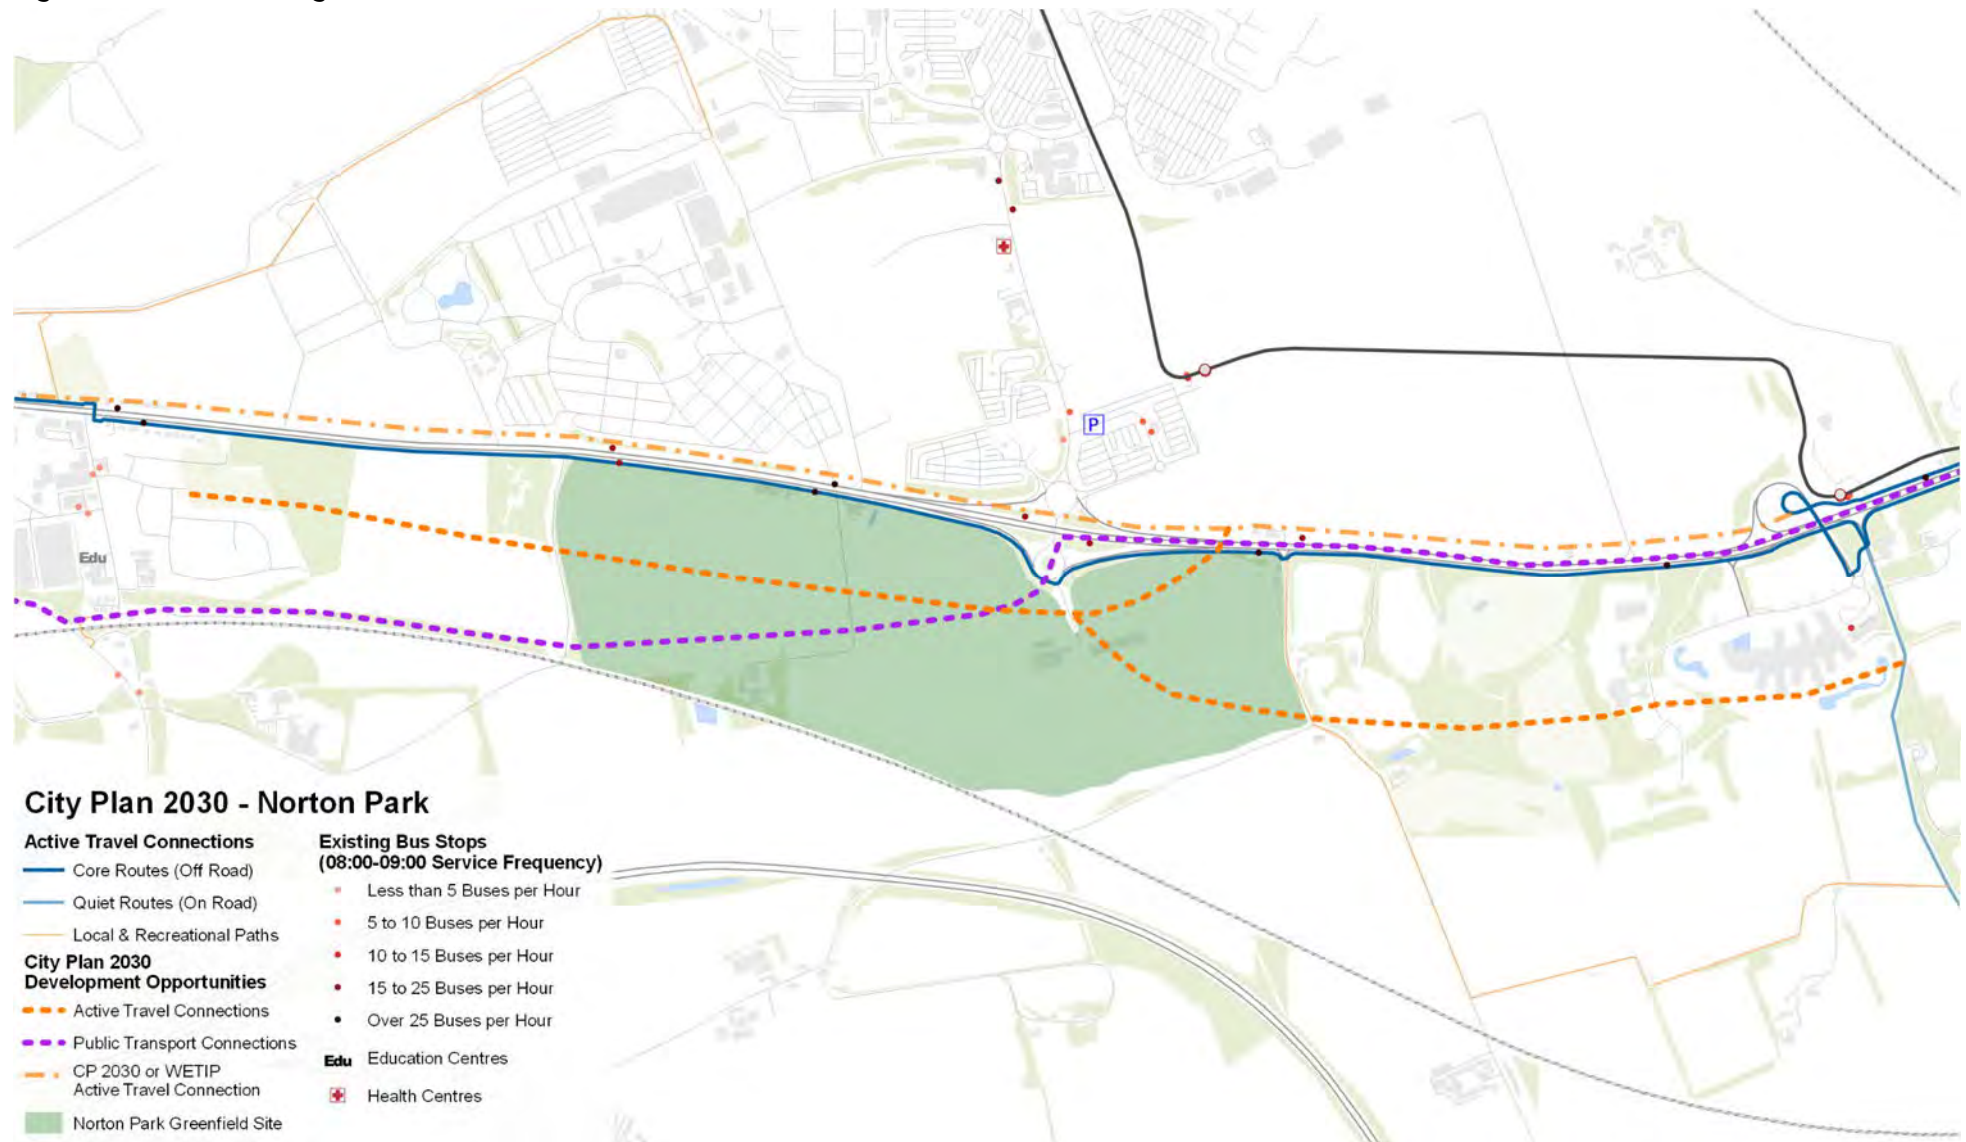 P
Edu
City Plan 2030 - Norton Park
Active Travel Connections
Core Routes (Off Road)
Quiet Routes (On Road)
Local & Recreational Paths
City Plan 2030
Development Opportunities
Active Travel Connections
Public Transport Connections
CP 2030 or WETIP
Active Travel Connection
Norton Park Greenfield Site
Existing Bus Stops
(08:00-09:00 Service Frequency)
Less than 5 Buses per Hour
5 to 10 Buses per Hour
10 to 15 Buses per Hour
15 to 25 Buses per Hour
Over 25 Buses per Hour
Edu Education Centres
Health Centres